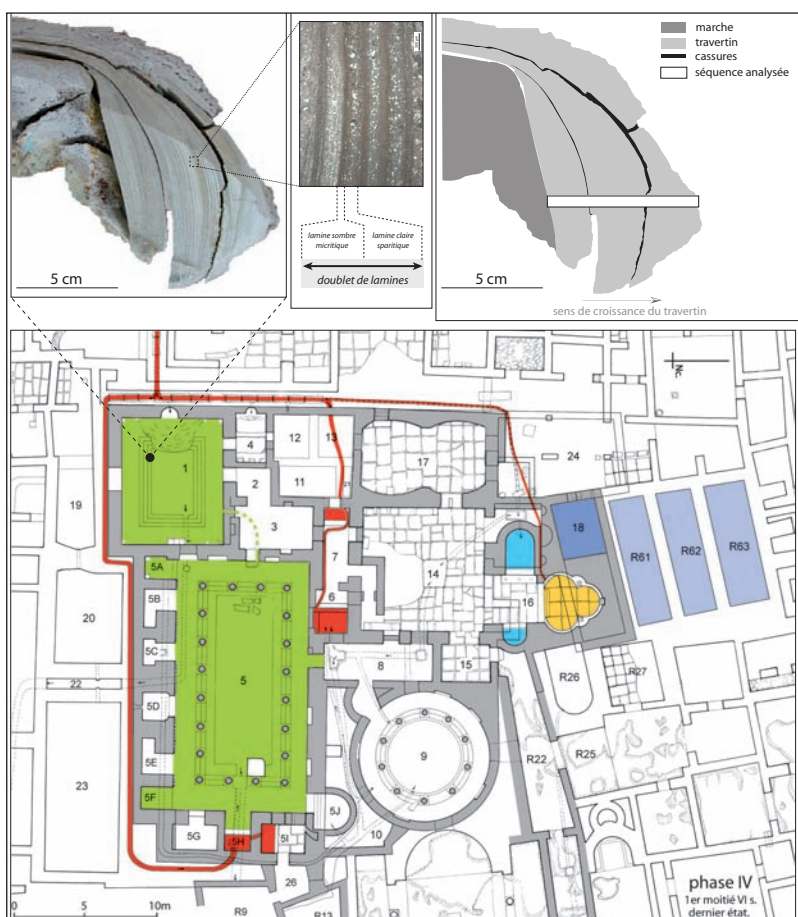 5 cm
lamine sombre
micritique
lamine claire
sparitique
doublet de lamines
marche
travertin
cassures
séquence analysée
5 cm
sens de croissance du travertin
Nc
1
2
3
4
12
13
11
21
17
24
19
18
R61
R62
R63
7
6
14
16
5A
5B
5C
5D
5E
5F
5
20
22
23
8
15
R26
R27
9
R22
R25
5G
5H
5I
5J
10
26
R9
R13
0
5
10m
phase IV
1er moitié VI s.
dernier état.